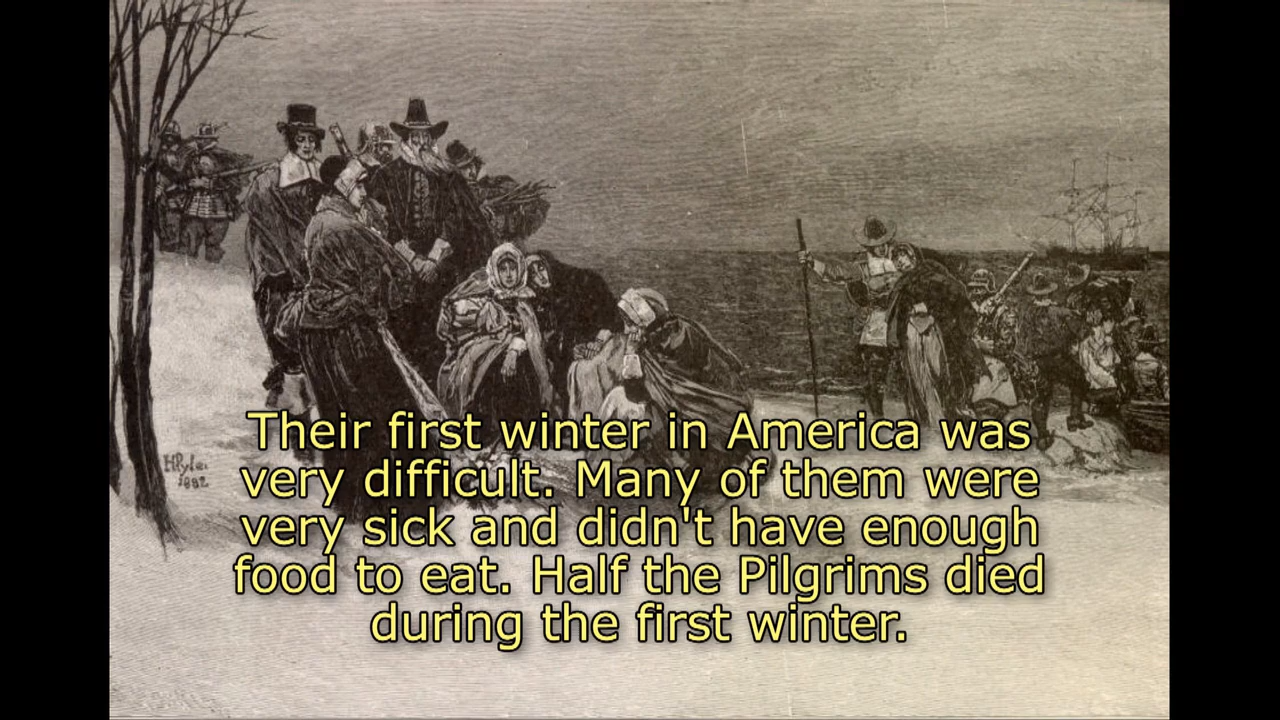 HPyle.
1882
Their first winter in America was
very difficult. Many of them were
very sick and didn't have enough
food to eat. Half the Pilgrims died
during the first winter.